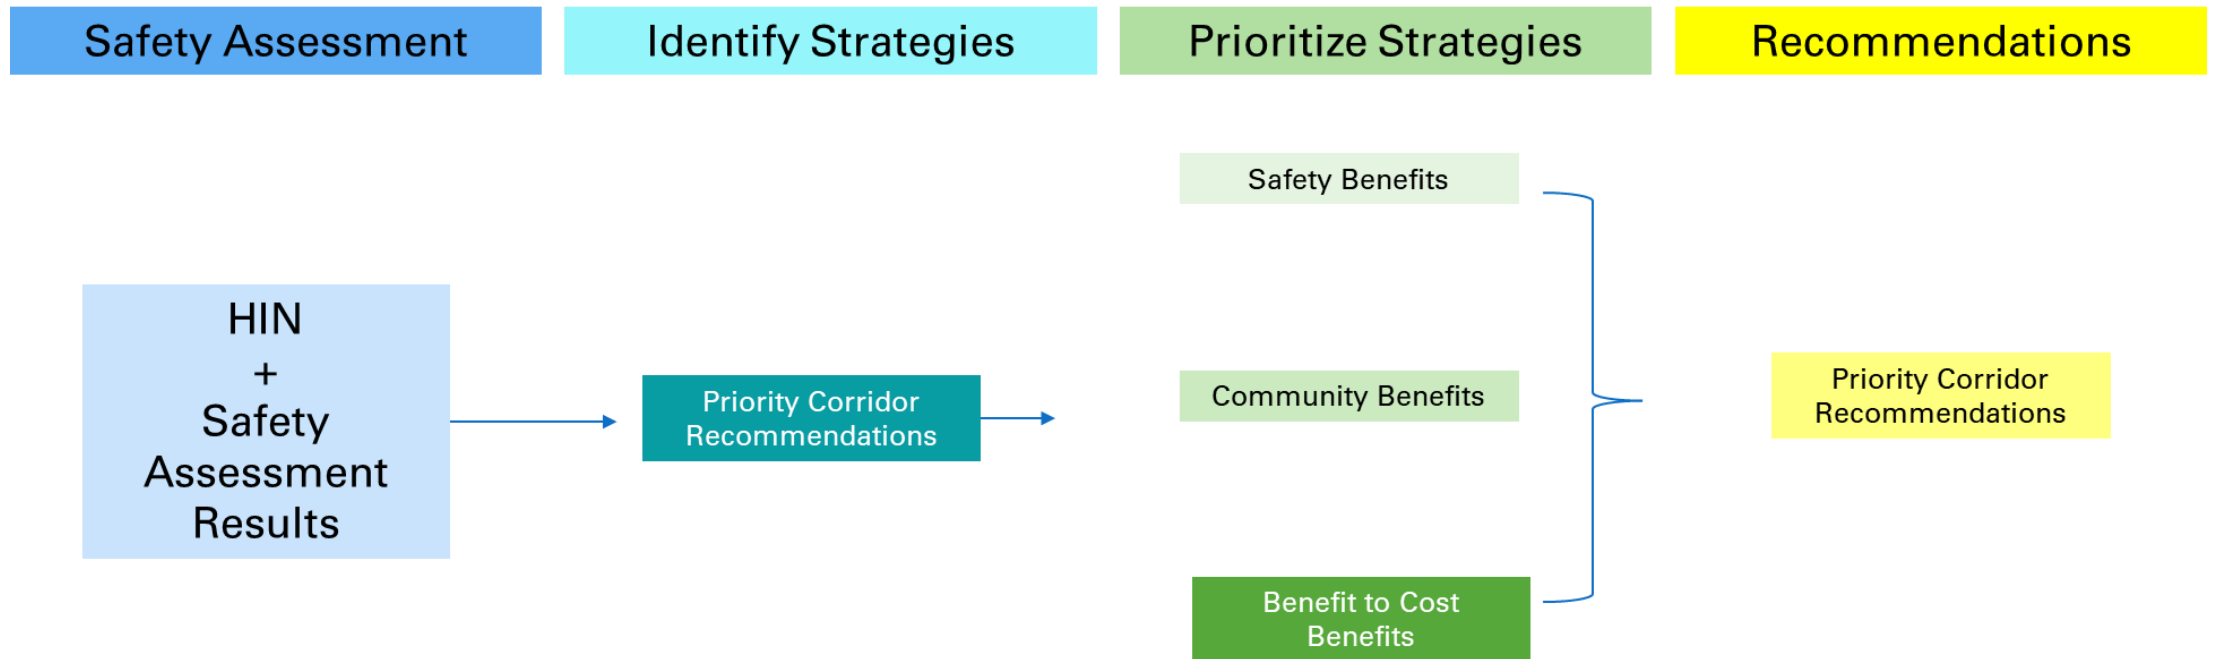 Safety Assessment
Identify Strategies
Prioritize Strategies
Recommendations
HIN
+
Safety
Assessment
Results
Priority Corridor
Recommendations
Safety Benefits
Community Benefits
Benefit to Cost
Benefits
Priority Corridor
Recommendations